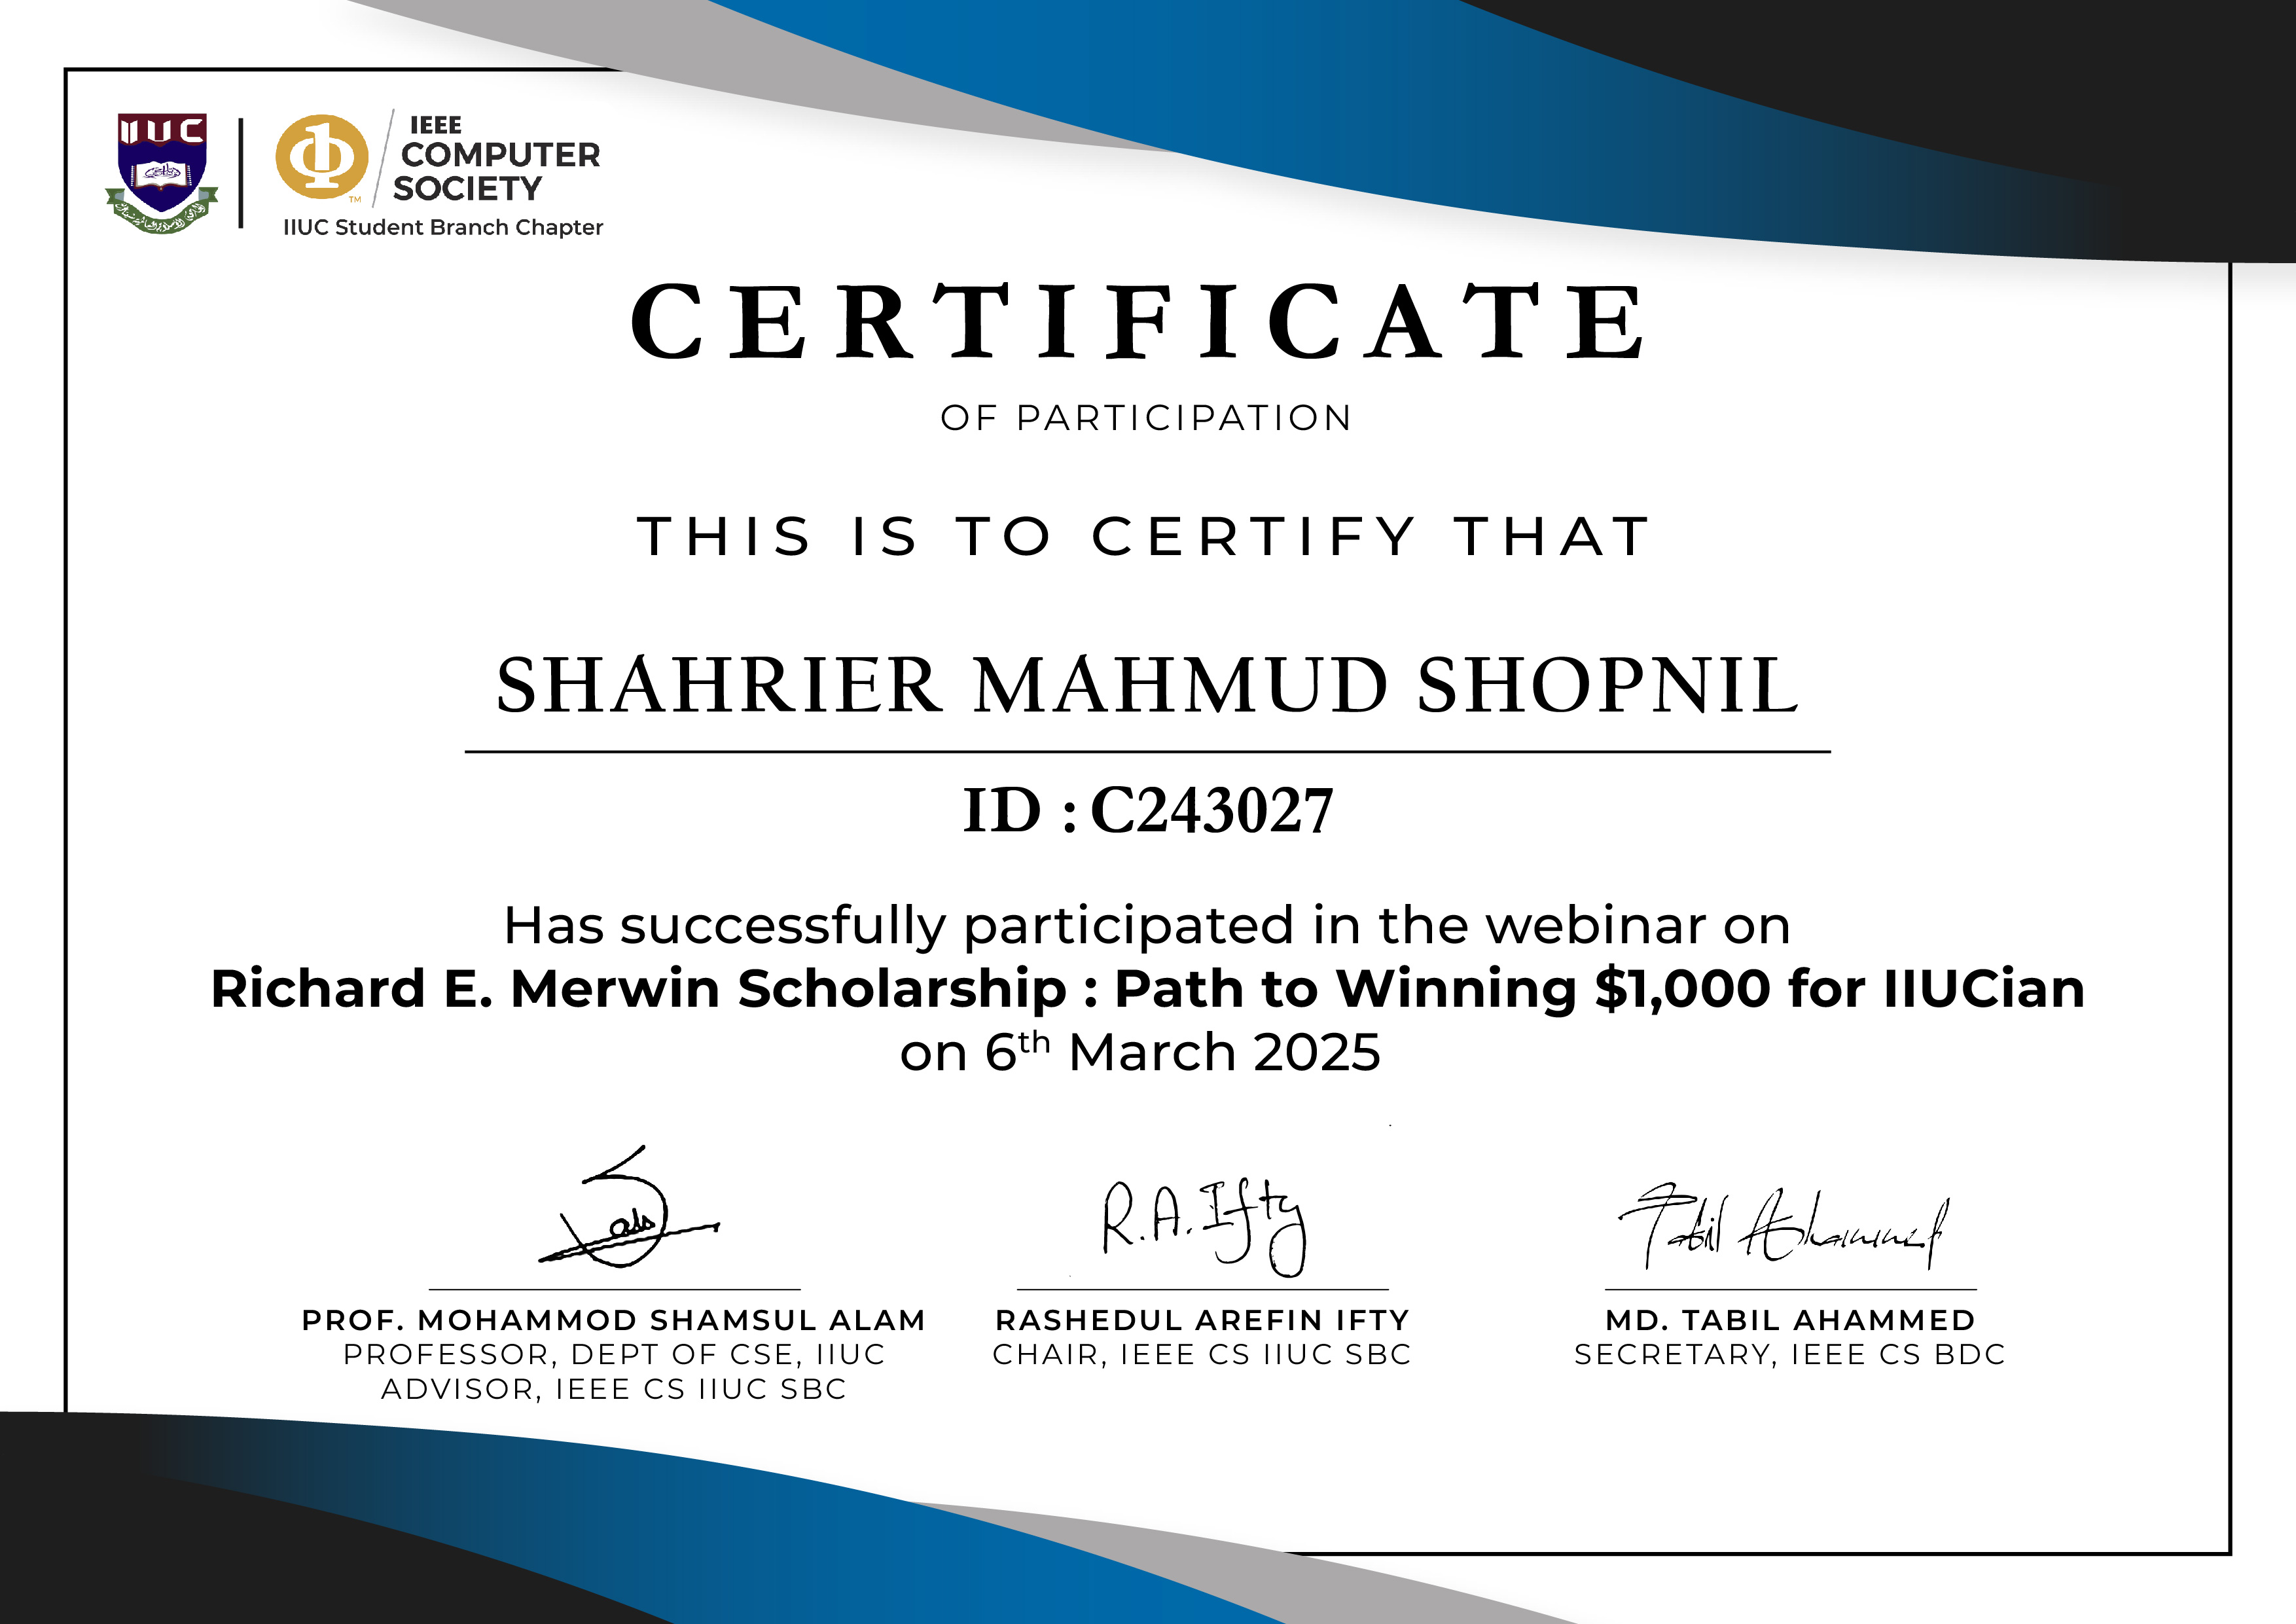 IIUC
IEEE
COMPUTER
SOCIETY
TM
IIUC Student Branch Chapter
CERTIFICATE
OF PARTICIPATION
THIS IS TO CERTIFY THAT
SHAHRIER MAHMUD SHOPNIL
ID : C243027
Has successfully participated in the webinar on
Richard E. Merwin Scholarship : Path to Winning $1,000 for IIUCian
on 6th March 2025
R.A.Ifty
Tabil Ahammed
PROF. MOHAMMOD SHAMSUL ALAM
PROFESSOR, DEPT OF CSE, IIUC
ADVISOR, IEEE CS IIUC SBC
RASHEDUL AREFIN IFTY
CHAIR, IEEE CS IIUC SBC
MD. TABIL AHAMMED
SECRETARY, IEEE CS BDC